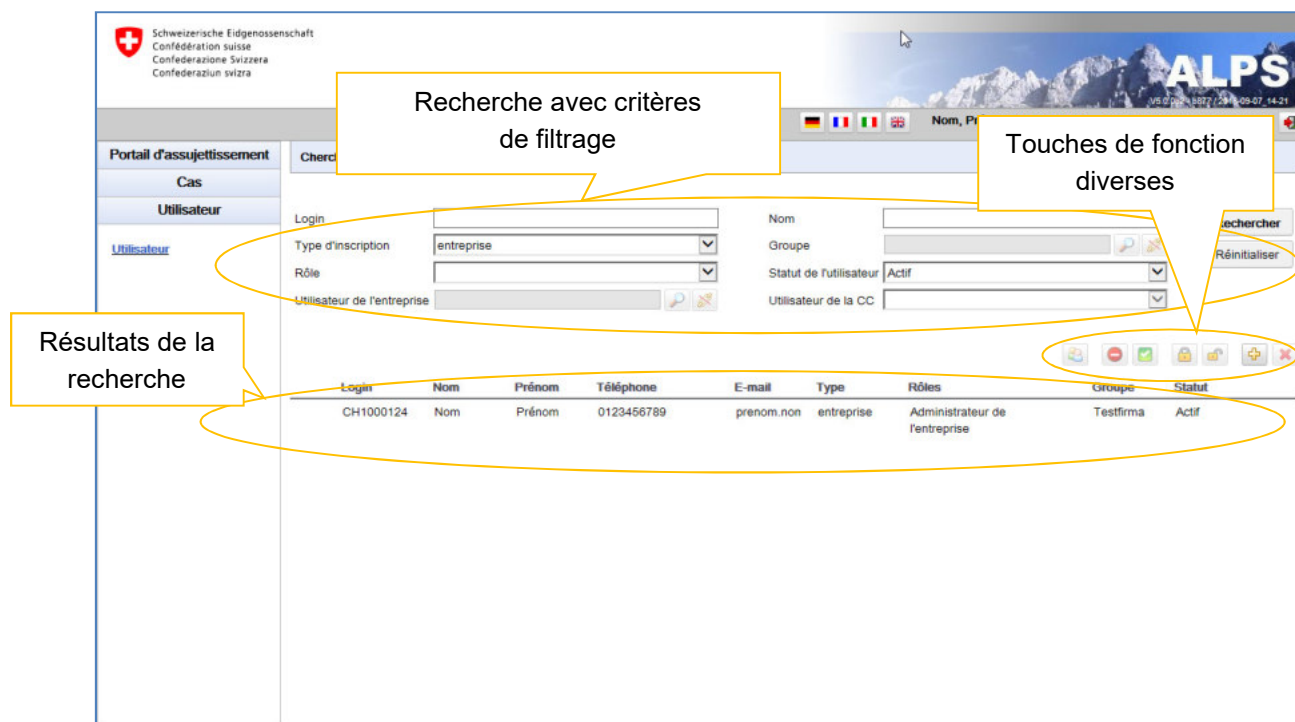 Schweizerische Eidgenossenschaft
Confédération suisse
Confederazione Svizzera
Confederaziun svizra
ALPS
Recherche avec critères
de filtrage
Nom,
Touches de fonction
diverses
Portail d'assujettissement
Cas
Utilisateur
Utilisateur
Login
Nom
Rechercher
Type d'inscription
entreprise
Groupe
Réinitialiser
Rôle
Statut de l'utilisateur
Actif
Utilisateur de l'entreprise
Utilisateur de la CC
Résultats de la
recherche
Login Nom Prénom Téléphone E-mail Type Rôles Groupe Statut
CH1000124 Nom Prénom 0123456789 prenom.non entreprise Administrateur de Testfirma Actif
l'entreprise